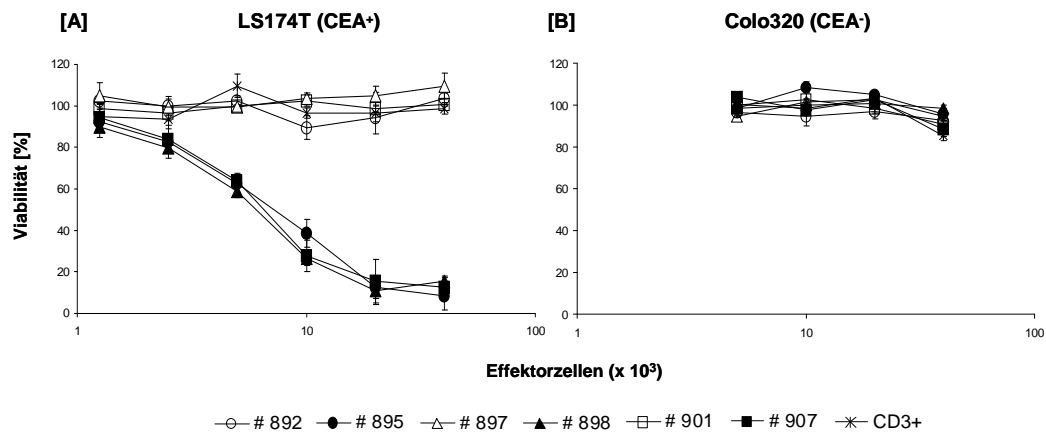 [A] LS174T (CEA⁺) [B] Colo320 (CEA⁻)
120 120
100 100
80 80
60 60
40 40
20 20
0 0
1 10 100 1 10 100
Viabilität [%]
Effektorzellen (x 10³)
# 892 # 895 # 897 # 898 # 901 # 907 CD3+